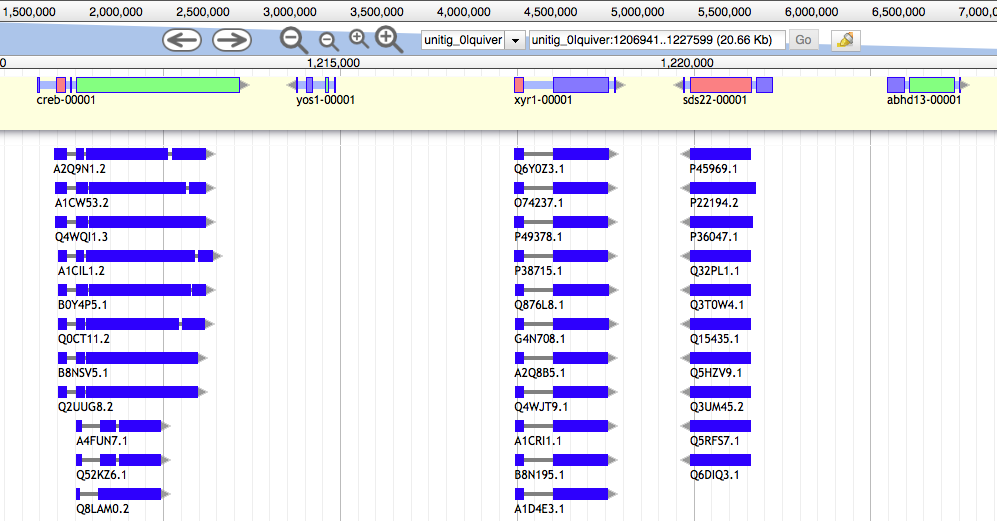 1,500,000 2,000,000 2,500,000 3,000,000 3,500,000 4,000,000 4,500,000 5,000,000 5,500,000 6,000,000 6,500,000 7,000,0
unitig_0|quiver unitig_0|quiver:1206941..1227599 (20.66 Kb) Go
0 1,215,000 1,220,000
creb-00001 yos1-00001 xyr1-00001 sds22-00001 abhd13-00001
A2Q9N1.2 Q6Y0Z3.1 P45969.1
A1CW53.2 O74237.1 P22194.2
Q4WQI1.3 P49378.1 P36047.1
A1CIL1.2 P38715.1 Q32PL1.1
B0Y4P5.1 Q876L8.1 Q3T0W4.1
Q0CT11.2 G4N708.1 Q15435.1
B8NSV5.1 A2Q8B5.1 Q5HZV9.1
Q2UUG8.2 Q4WJT9.1 Q3UM45.2
A4FUN7.1 A1CRI1.1 Q5RFS7.1
Q52KZ6.1 B8N195.1 Q6DIQ3.1
Q8LAM0.2 A1D4E3.1